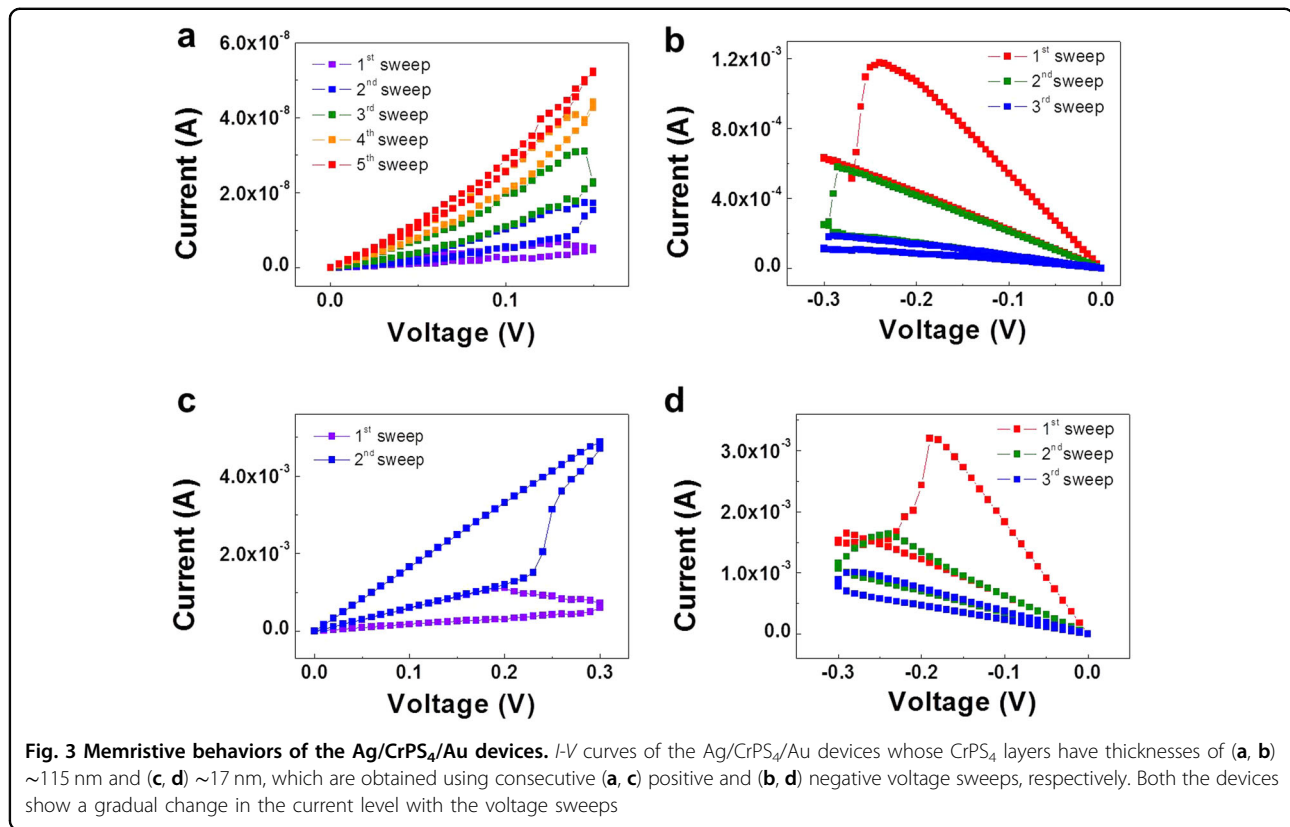 a
6.0x10⁻⁸
4.0x10⁻⁸
2.0x10⁻⁸
0.0
Current (A)
1ˢᵗ sweep
2ⁿᵈ sweep
3ʳᵈ sweep
4ᵗʰ sweep
5ᵗʰ sweep
0.0 0.1
Voltage (V)
b
1.2x10⁻³
8.0x10⁻⁴
4.0x10⁻⁴
0.0
Current (A)
1ˢᵗ sweep
2ⁿᵈ sweep
3ʳᵈ sweep
-0.3 -0.2 -0.1 0.0
Voltage (V)
c
4.0x10⁻³
2.0x10⁻³
0.0
Current (A)
1ˢᵗ sweep
2ⁿᵈ sweep
0.0 0.1 0.2 0.3
Voltage (V)
d
3.0x10⁻³
2.0x10⁻³
1.0x10⁻³
0.0
Current (A)
1ˢᵗ sweep
2ⁿᵈ sweep
3ʳᵈ sweep
-0.3 -0.2 -0.1 0.0
Voltage (V)
Fig. 3 Memristive behaviors of the Ag/CrPS₄/Au devices. I-V curves of the Ag/CrPS₄/Au devices whose CrPS₄ layers have thicknesses of (a, b)
~115 nm and (c, d) ~17 nm, which are obtained using consecutive (a, c) positive and (b, d) negative voltage sweeps, respectively. Both the devices
show a gradual change in the current level with the voltage sweeps